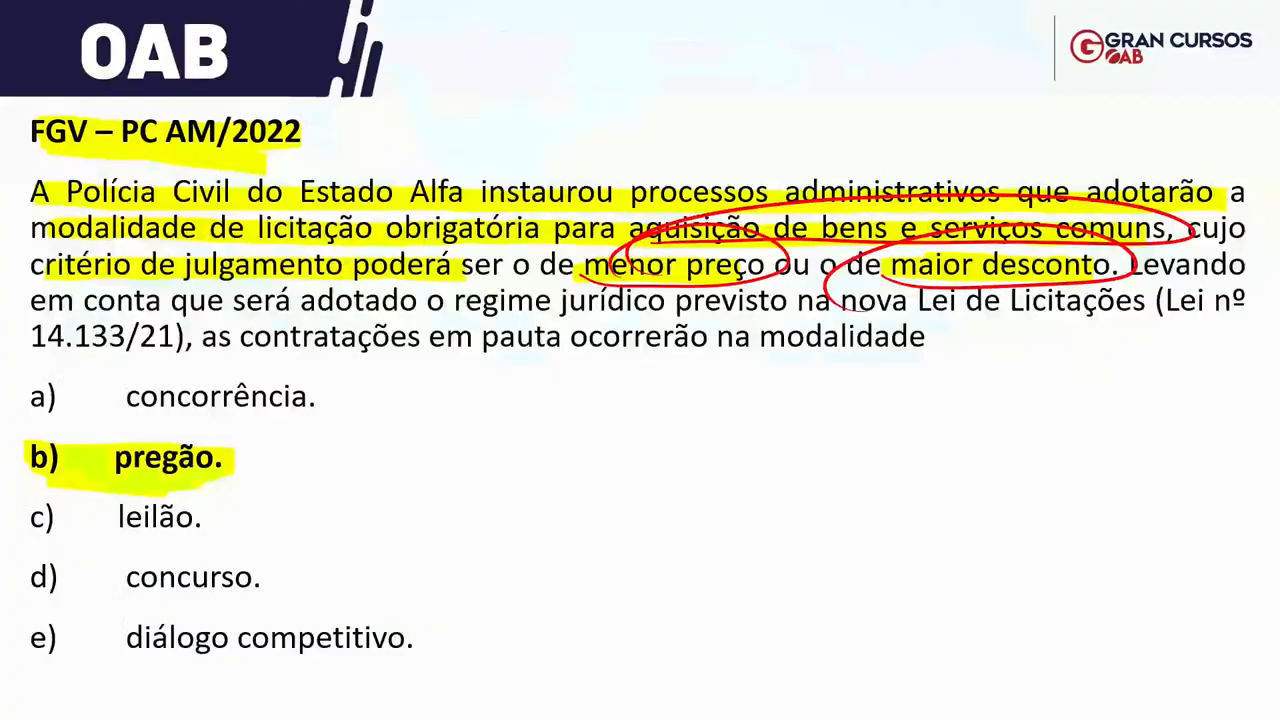 OAB
GRAN CURSOS
OAB
FGV – PC AM/2022
A Polícia Civil do Estado Alfa instaurou processos administrativos que adotarão a
modalidade de licitação obrigatória para aquisição de bens e serviços comuns, cujo
critério de julgamento poderá ser o de menor preço ou o de maior desconto. Levando
em conta que será adotado o regime jurídico previsto na nova Lei de Licitações (Lei nº
14.133/21), as contratações em pauta ocorrerão na modalidade
a) concorrência.
b) pregão.
c) leilão.
d) concurso.
e) diálogo competitivo.